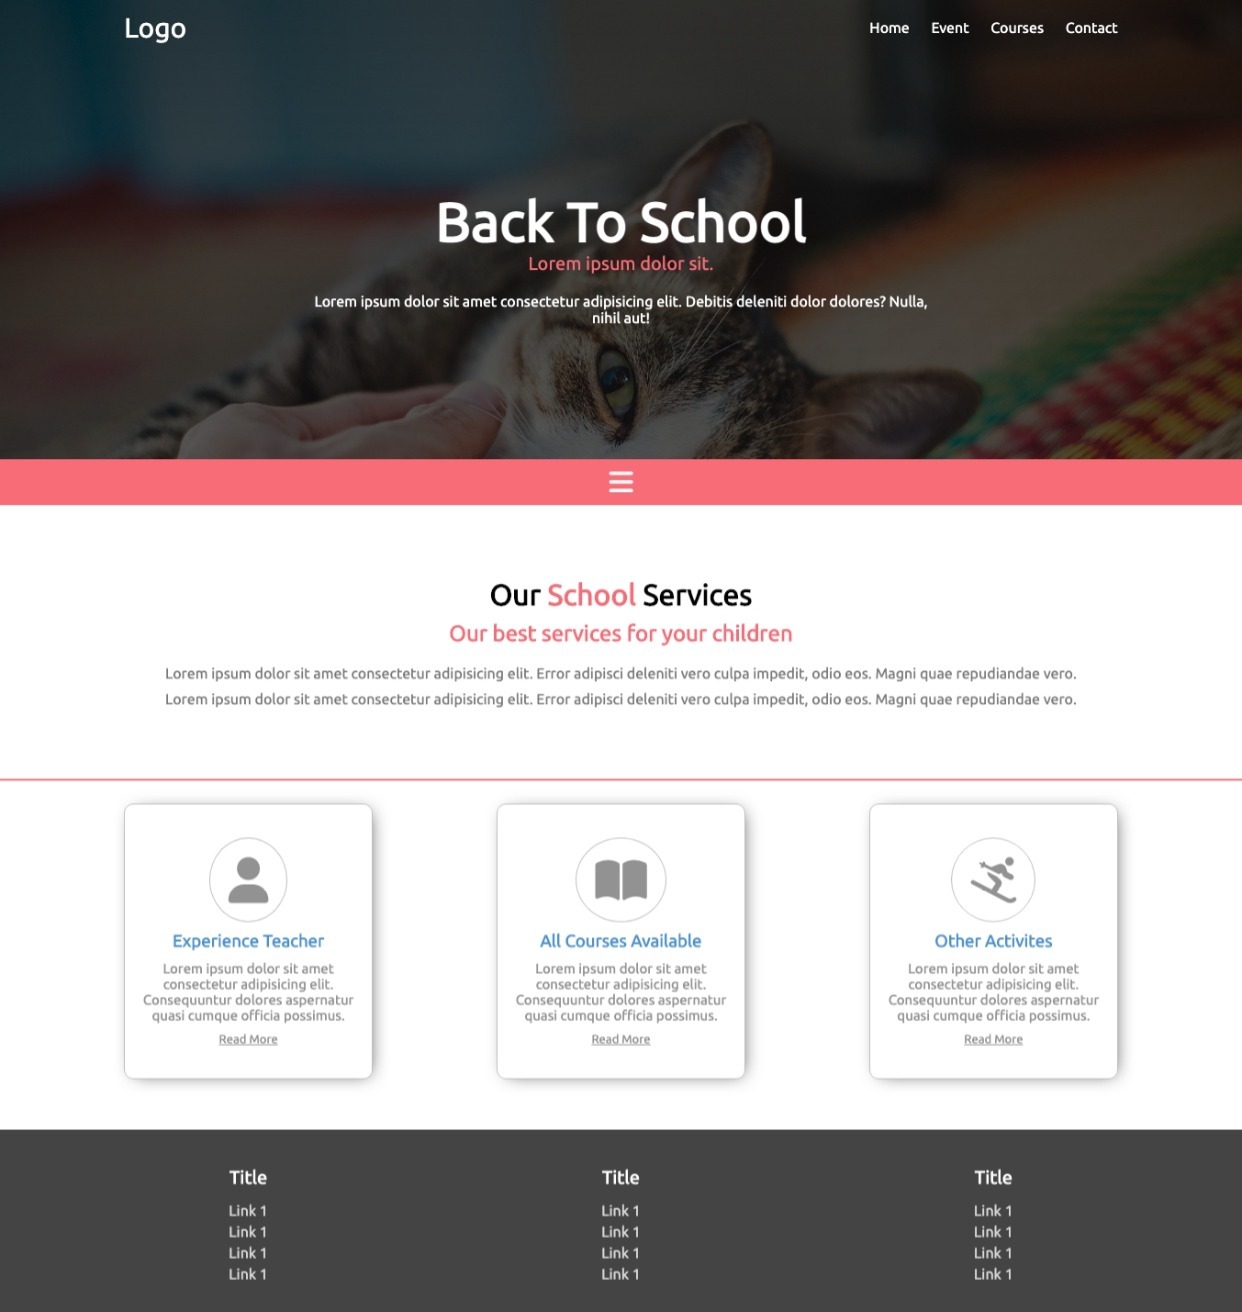 Logo
Home Event Courses Contact
Back To School
Lorem ipsum dolor sit.
Lorem ipsum dolor sit amet consectetur adipisicing elit. Debitis deleniti dolor dolores? Nulla,
nihil aut!
Our School Services
Our best services for your children
Lorem ipsum dolor sit amet consectetur adipisicing elit. Error adipisci deleniti vero culpa impedit, odio eos. Magni quae repudiandae vero.
Lorem ipsum dolor sit amet consectetur adipisicing elit. Error adipisci deleniti vero culpa impedit, odio eos. Magni quae repudiandae vero.
Experience Teacher
Lorem ipsum dolor sit amet
consectetur adipisicing elit.
Consequuntur dolores aspernatur
quasi cumque officia possimus.
Read More
All Courses Available
Lorem ipsum dolor sit amet
consectetur adipisicing elit.
Consequuntur dolores aspernatur
quasi cumque officia possimus.
Read More
Other Activites
Lorem ipsum dolor sit amet
consectetur adipisicing elit.
Consequuntur dolores aspernatur
quasi cumque officia possimus.
Read More
Title
Link 1
Link 1
Link 1
Link 1
Title
Link 1
Link 1
Link 1
Link 1
Title
Link 1
Link 1
Link 1
Link 1